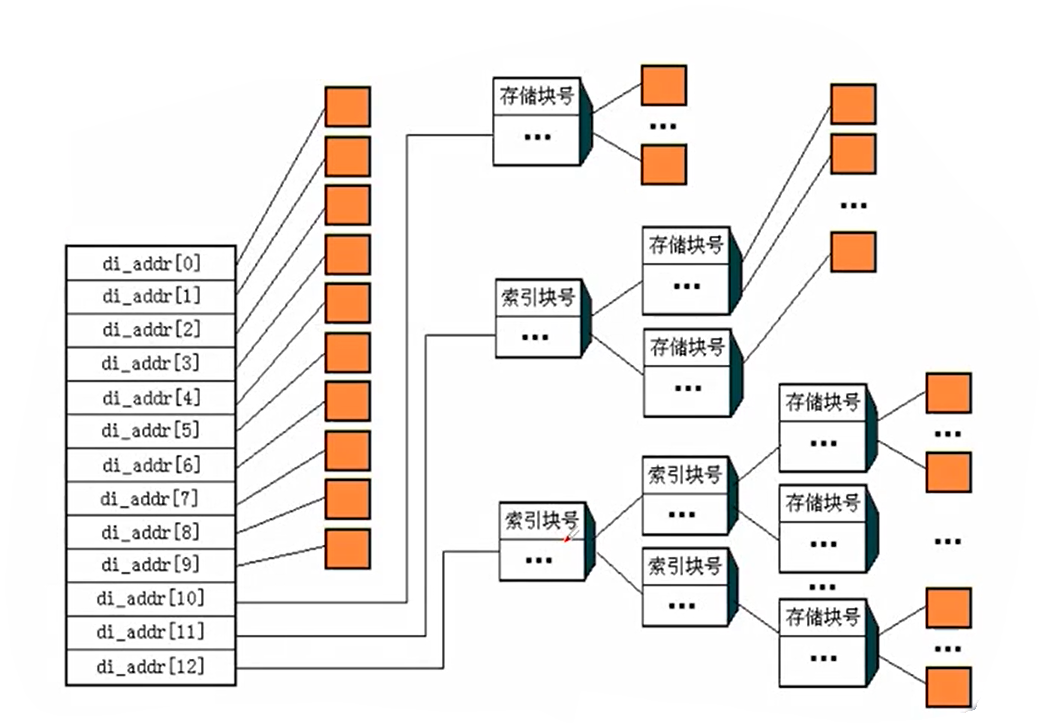 di_addr[0]
di_addr[1]
di_addr[2]
di_addr[3]
di_addr[4]
di_addr[5]
di_addr[6]
di_addr[7]
di_addr[8]
di_addr[9]
di_addr[10]
di_addr[11]
di_addr[12]
存储块号
...
...
索引块号
...
存储块号
...
存储块号
...
...
索引块号
...
索引块号
...
索引块号
...
存储块号
...
存储块号
...
...
存储块号
...
...
...
...